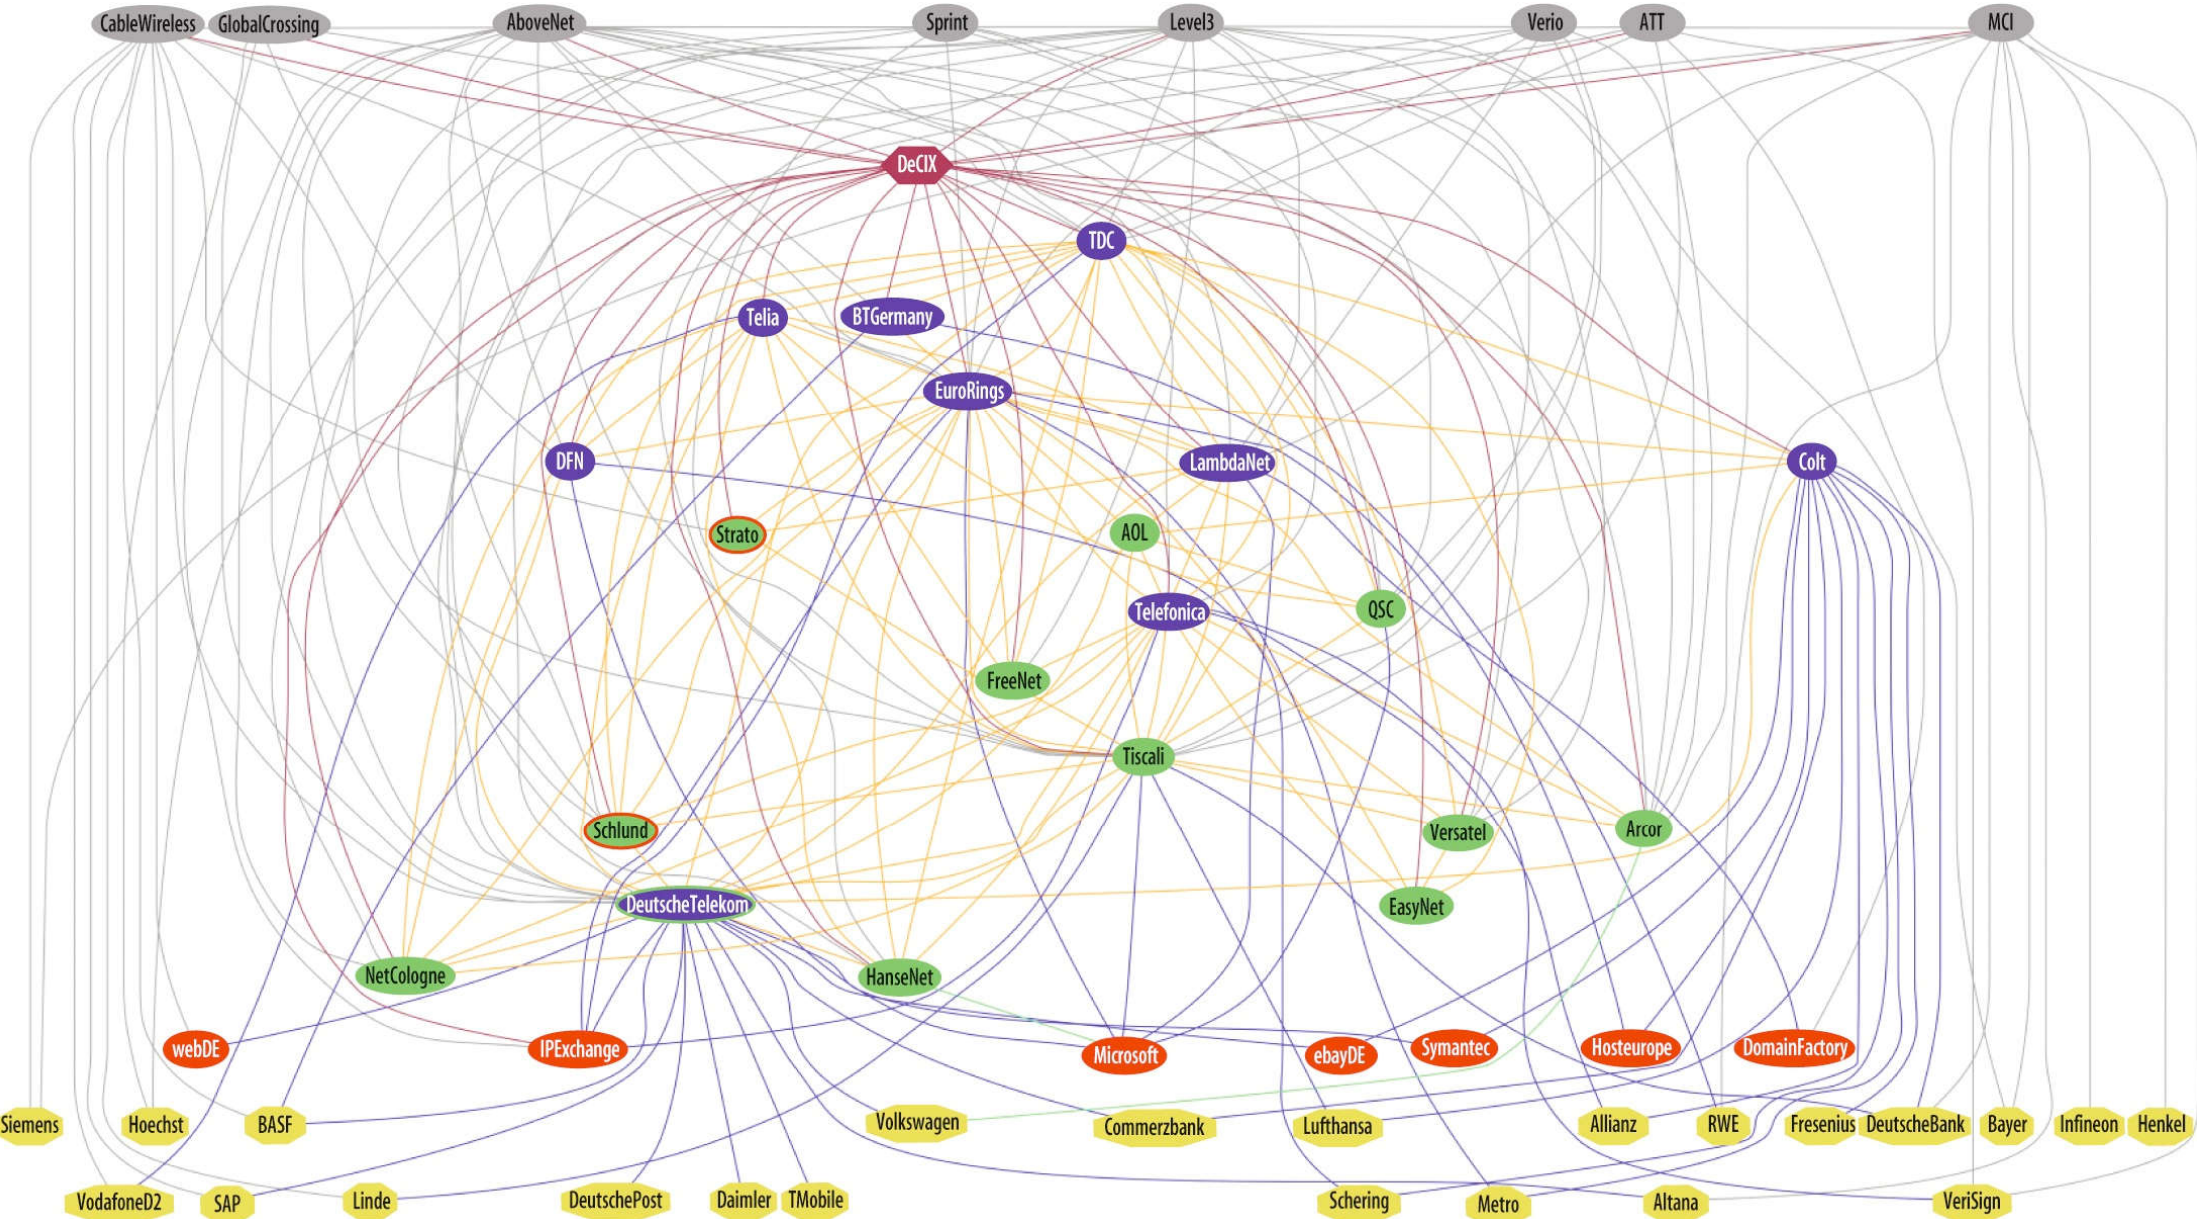 CableWireless
GlobalCrossing
AboveNet
Sprint
Level3
Verio
ATT
MCI
DeCIX
TDC
Telia
BTGermany
EuroRings
DFN
LambdaNet
Colt
Strato
AOL
Telefonica
QSC
FreeNet
Tiscali
Schlund
Versatel
Arcor
DeutscheTelekom
EasyNet
NetCologne
HanseNet
webDE
IPExchange
Microsoft
ebayDE
Symantec
Hosteurope
DomainFactory
Siemens
Hoechst
BASF
Volkswagen
Commerzbank
Lufthansa
Allianz
RWE
Fresenius
DeutscheBank
Bayer
Infineon
Henkel
VodafoneD2
SAP
Linde
DeutschePost
Daimler
TMobile
Schering
Metro
Altana
VeriSign